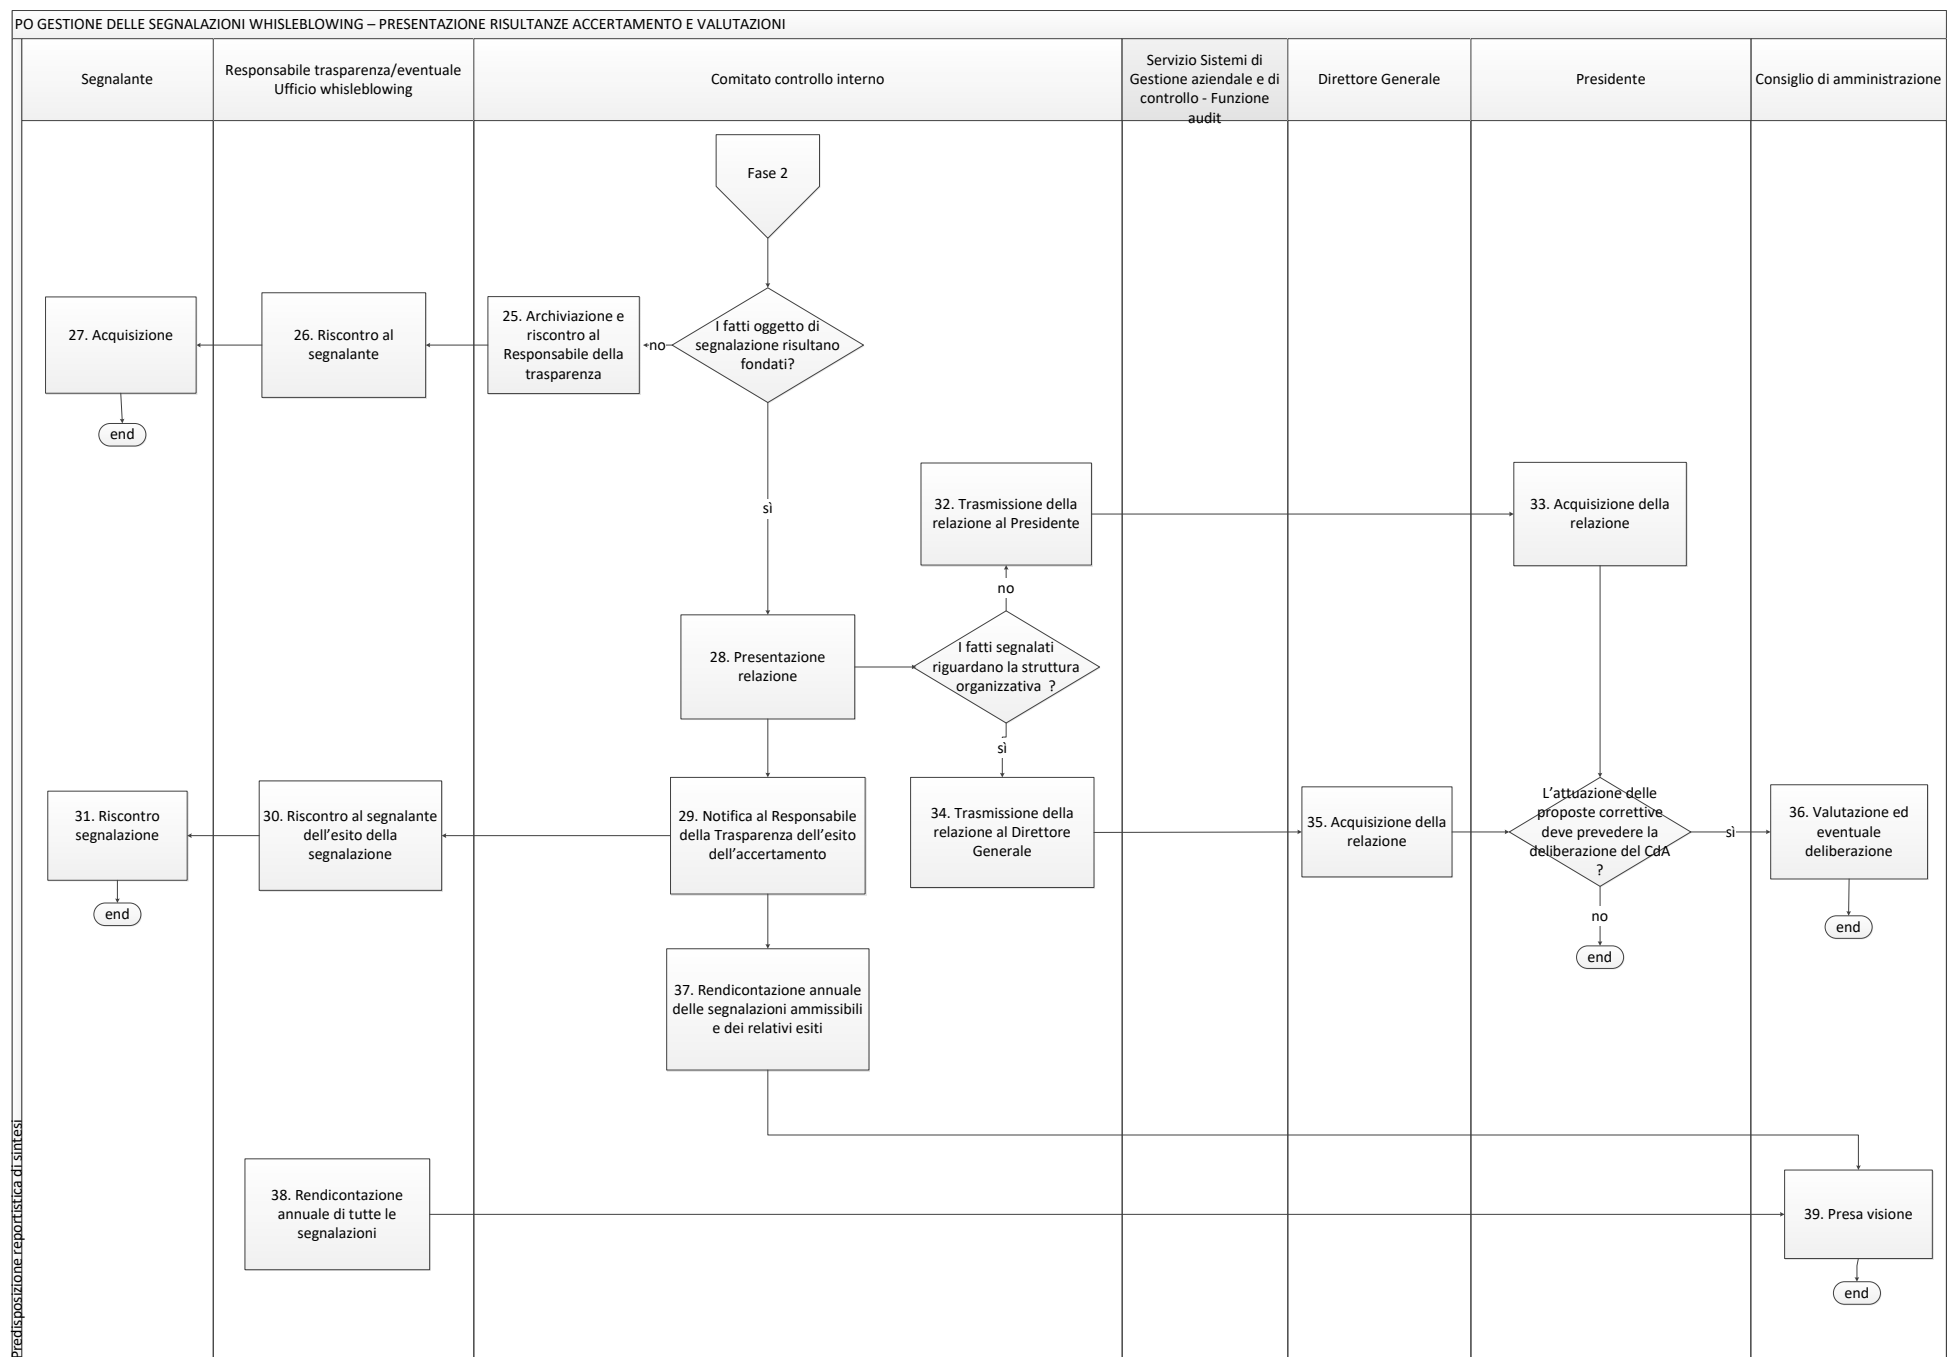 PO GESTIONE DELLE SEGNALAZIONI WHISLEBLOWING – PRESENTAZIONE RISULTANZE ACCERTAMENTO E VALUTAZIONI
Segnalante
Responsabile trasparenza/eventuale
Ufficio whisleblowing
Comitato controllo interno
Servizio Sistemi di
Gestione aziendale e di
controllo - Funzione
audit
Direttore Generale
Presidente
Consiglio di amministrazione
Fase 2
I fatti oggetto di
segnalazione risultano
fondati?
no
25. Archiviazione e
riscontro al
Responsabile della
trasparenza
26. Riscontro al
segnalante
27. Acquisizione
end
sì
32. Trasmissione della
relazione al Presidente
33. Acquisizione della
relazione
no
28. Presentazione
relazione
I fatti segnalati
riguardano la struttura
organizzativa ?
sì
31. Riscontro
segnalazione
30. Riscontro al segnalante
dell'esito della
segnalazione
29. Notifica al Responsabile
della Trasparenza dell'esito
dell'accertamento
34. Trasmissione della
relazione al Direttore
Generale
35. Acquisizione della
relazione
L'attuazione delle
proposte correttive
deve prevedere la
deliberazione del CdA
?
sì
36. Valutazione ed
eventuale
deliberazione
end
no
end
end
37. Rendicontazione annuale
delle segnalazioni ammissibili
e dei relativi esiti
Predisposizione reportistica di sintesi
38. Rendicontazione
annuale di tutte le
segnalazioni
39. Presa visione
end